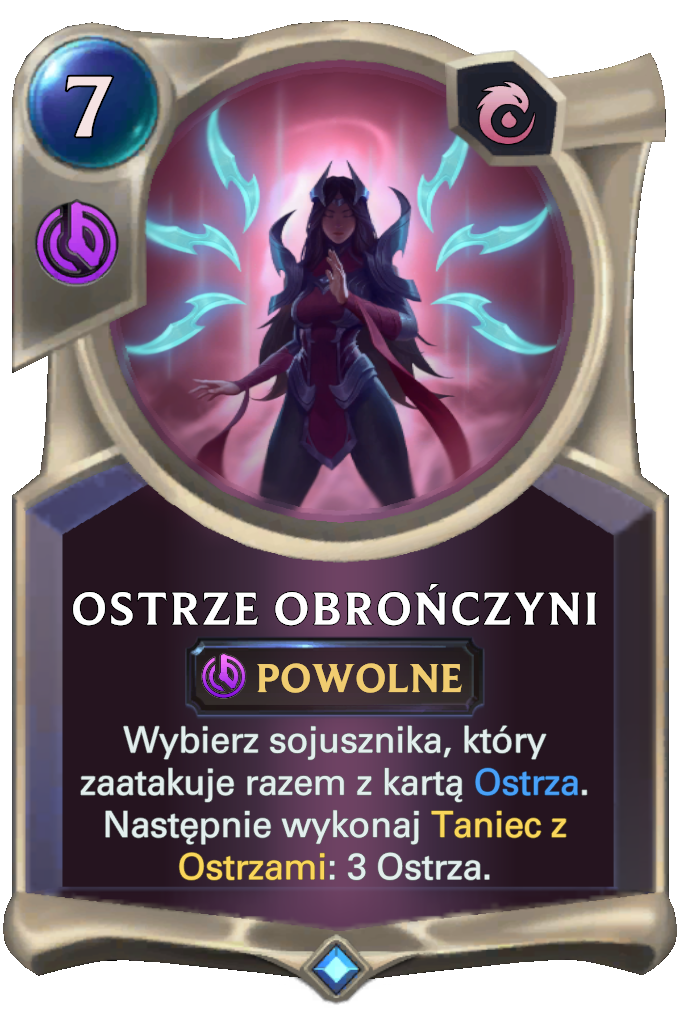 7
OSTRZE OBROŃCZYNI
POWOLNE
Wybierz sojusznika, który
zaatakuje razem z kartą Ostrza.
Następnie wykonaj Taniec z
Ostrzami: 3 Ostrza.